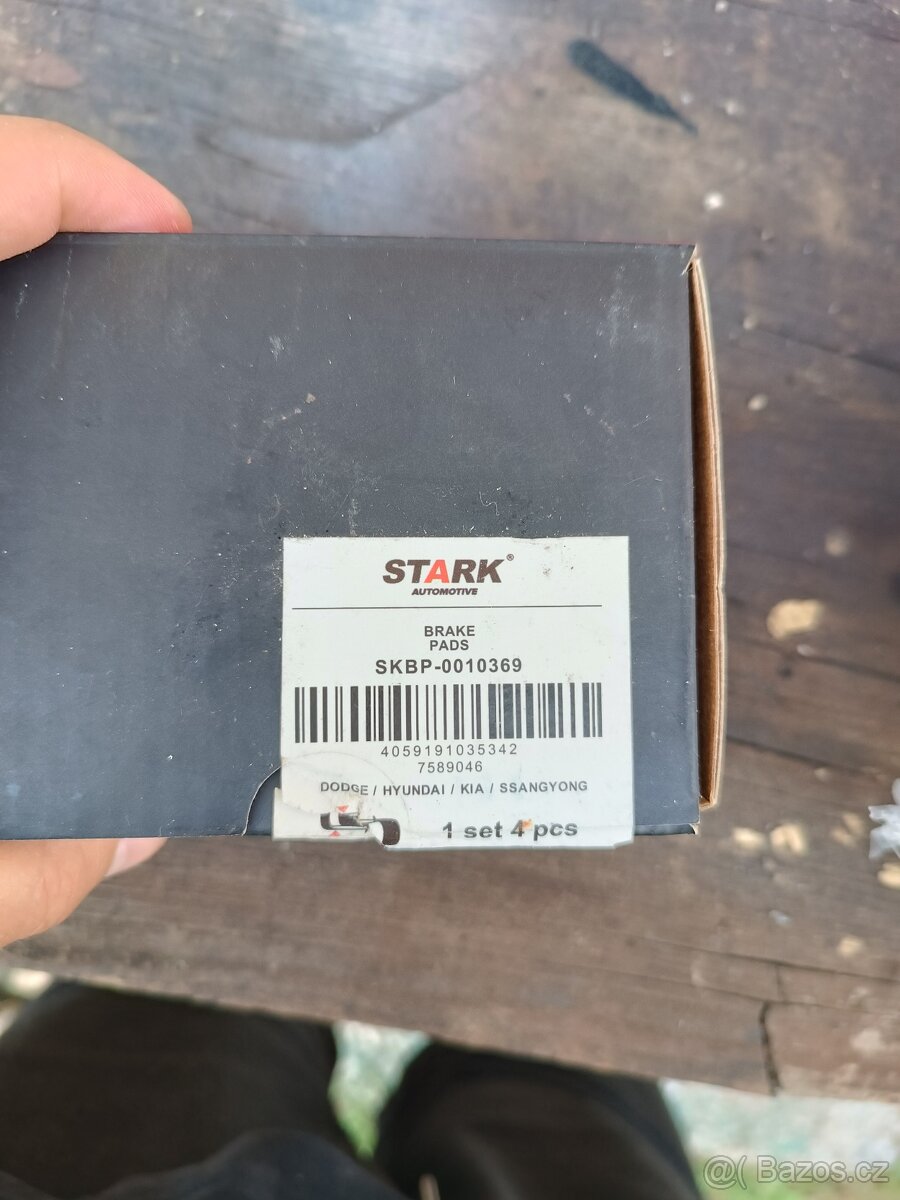 STARK®
AUTOMOTIVE
BRAKE
PADS
SKBP-0010369
4059191035342
7589046
DODGE / HYUNDAI / KIA / SSANGYONG
1 set 4 pcs
@( Bazos.cz